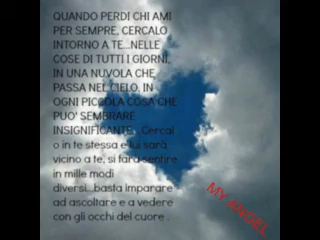 QUANDO PERDI CHI AMI
PER SEMPRE, CERCALO
INTORNO A TE...NELLE
COSE DI TUTTI I GIORNI,
IN UNA NUVOLA CHE
PASSA NEL CIELO, IN
OGNI PICCOLA COSA CHE
PUO' SEMBRARE
INSIGNIFICANTE...Cercal
o in te stessa e lui sarà
vicino a te, si farà sentire
in mille modi
diversi...basta imparare
ad ascoltare e a vedere
con gli occhi del cuore .
MY ANGEL